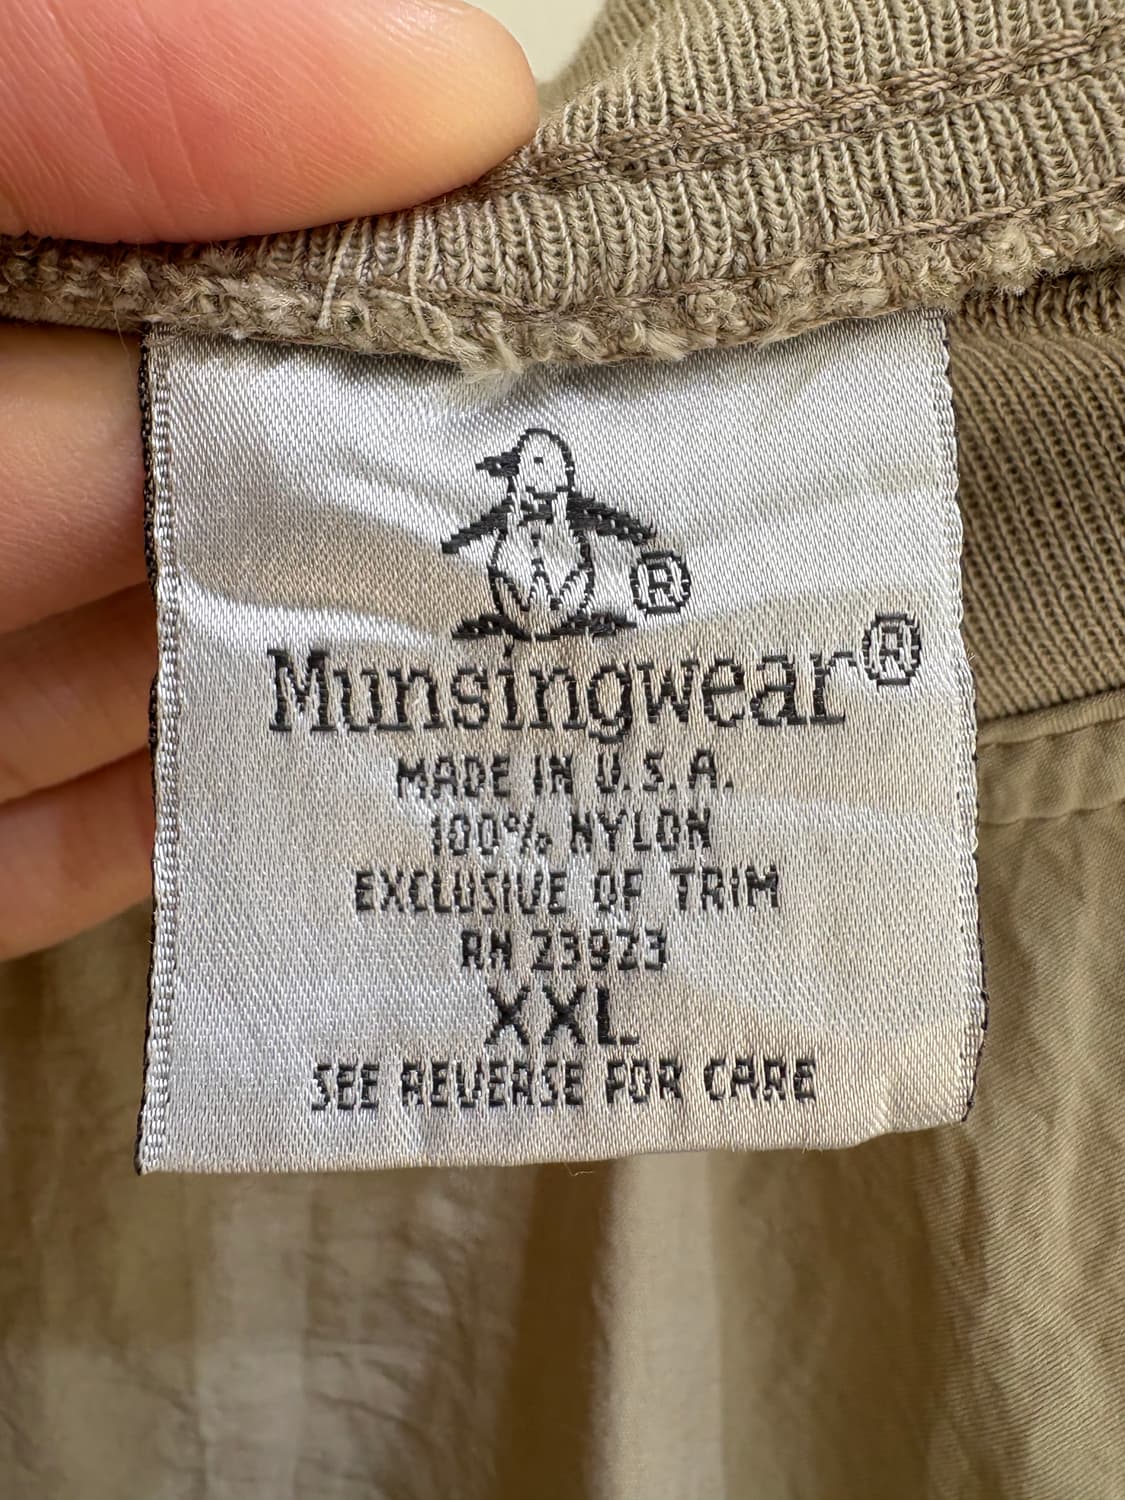 ®
Munsingwear®
MADE IN U.S.A.
100% NYLON
EXCLUSIVE OF TRIM
RN 23923
XXL
SEE REVERSE FOR CARE